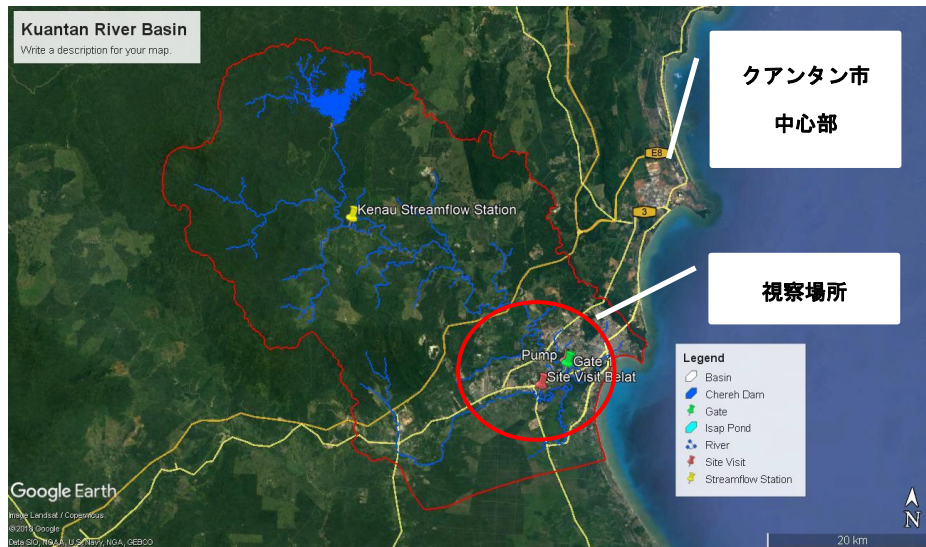 Kuantan River Basin
Write a description for your map.
クアンタン市
中心部
E8
Kenau Streamflow Station
3
視察場所
Pump
Gate 1
Site Visit Belat
Legend
Basin
Chereh Dam
Gate
Isap Pond
River
Site Visit
Streamflow Station
Google Earth
Image Landsat / Copernicus
© 2018 Google
Data SIO, NOAA, U.S. Navy, NGA, GEBCO
N
20 km